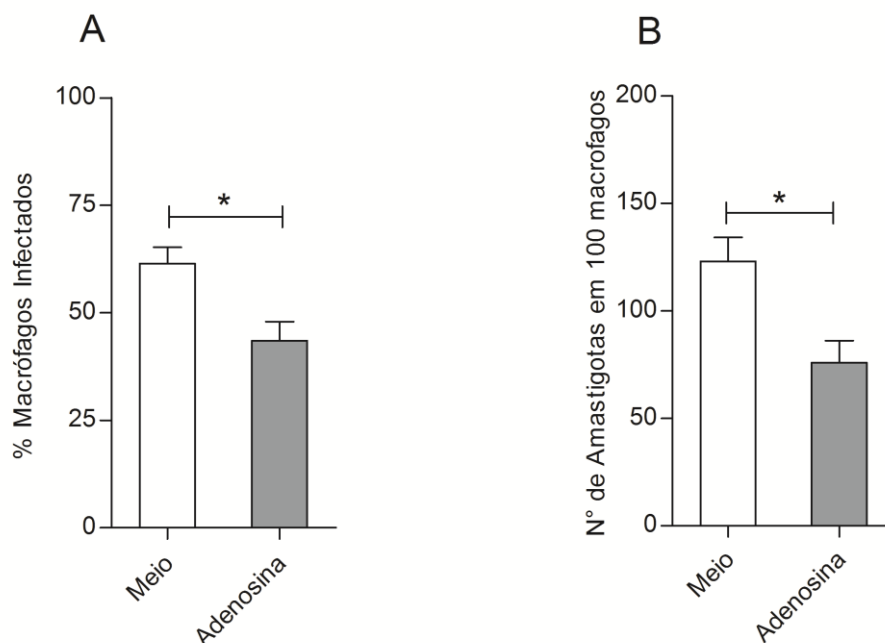 A
% Macrófagos Infectados
100
75
50
25
0
*
Meio
Adenosina
B
N° de Amastigotas em 100 macrofagos
200
150
100
50
0
*
Meio
Adenosina